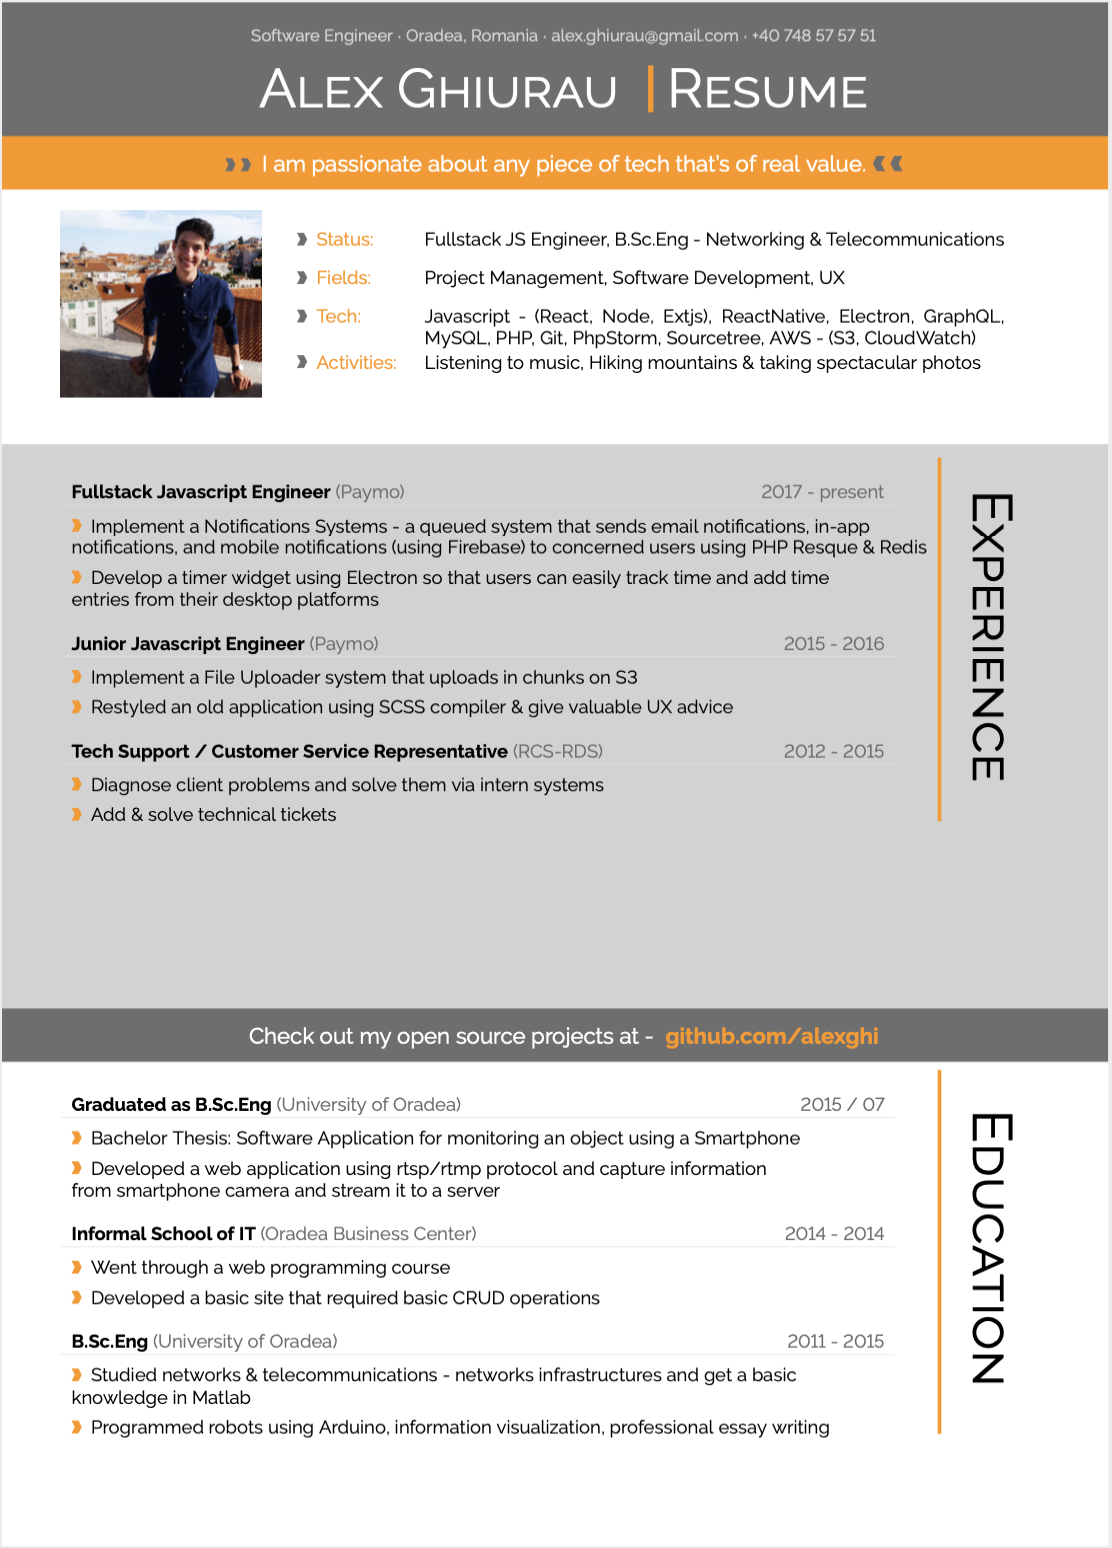 Software Engineer · Oradea, Romania · alex.ghiurau@gmail.com · +40 748 57 57 51
ALEX GHIURAU | RESUME
I am passionate about any piece of tech that's of real value.
Status: Fullstack JS Engineer, B.Sc.Eng - Networking & Telecommunications
Fields: Project Management, Software Development, UX
Tech: Javascript - (React, Node, Extjs), ReactNative, Electron, GraphQL,
MySQL, PHP, Git, PhpStorm, Sourcetree, AWS - (S3, CloudWatch)
Activities: Listening to music, Hiking mountains & taking spectacular photos
EXPERIENCE
Fullstack Javascript Engineer (Paymo) 2017 - present
Implement a Notifications Systems - a queued system that sends email notifications, in-app
notifications, and mobile notifications (using Firebase) to concerned users using PHP Resque & Redis
Develop a timer widget using Electron so that users can easily track time and add time
entries from their desktop platforms
Junior Javascript Engineer (Paymo) 2015 - 2016
Implement a File Uploader system that uploads in chunks on S3
Restyled an old application using SCSS compiler & give valuable UX advice
Tech Support / Customer Service Representative (RCS-RDS) 2012 - 2015
Diagnose client problems and solve them via intern systems
Add & solve technical tickets
Check out my open source projects at - github.com/alexghi
EDUCATION
Graduated as B.Sc.Eng (University of Oradea) 2015 / 07
Bachelor Thesis: Software Application for monitoring an object using a Smartphone
Developed a web application using rtsp/rtmp protocol and capture information
from smartphone camera and stream it to a server
Informal School of IT (Oradea Business Center) 2014 - 2014
Went through a web programming course
Developed a basic site that required basic CRUD operations
B.Sc.Eng (University of Oradea) 2011 - 2015
Studied networks & telecommunications - networks infrastructures and get a basic
knowledge in Matlab
Programmed robots using Arduino, information visualization, professional essay writing